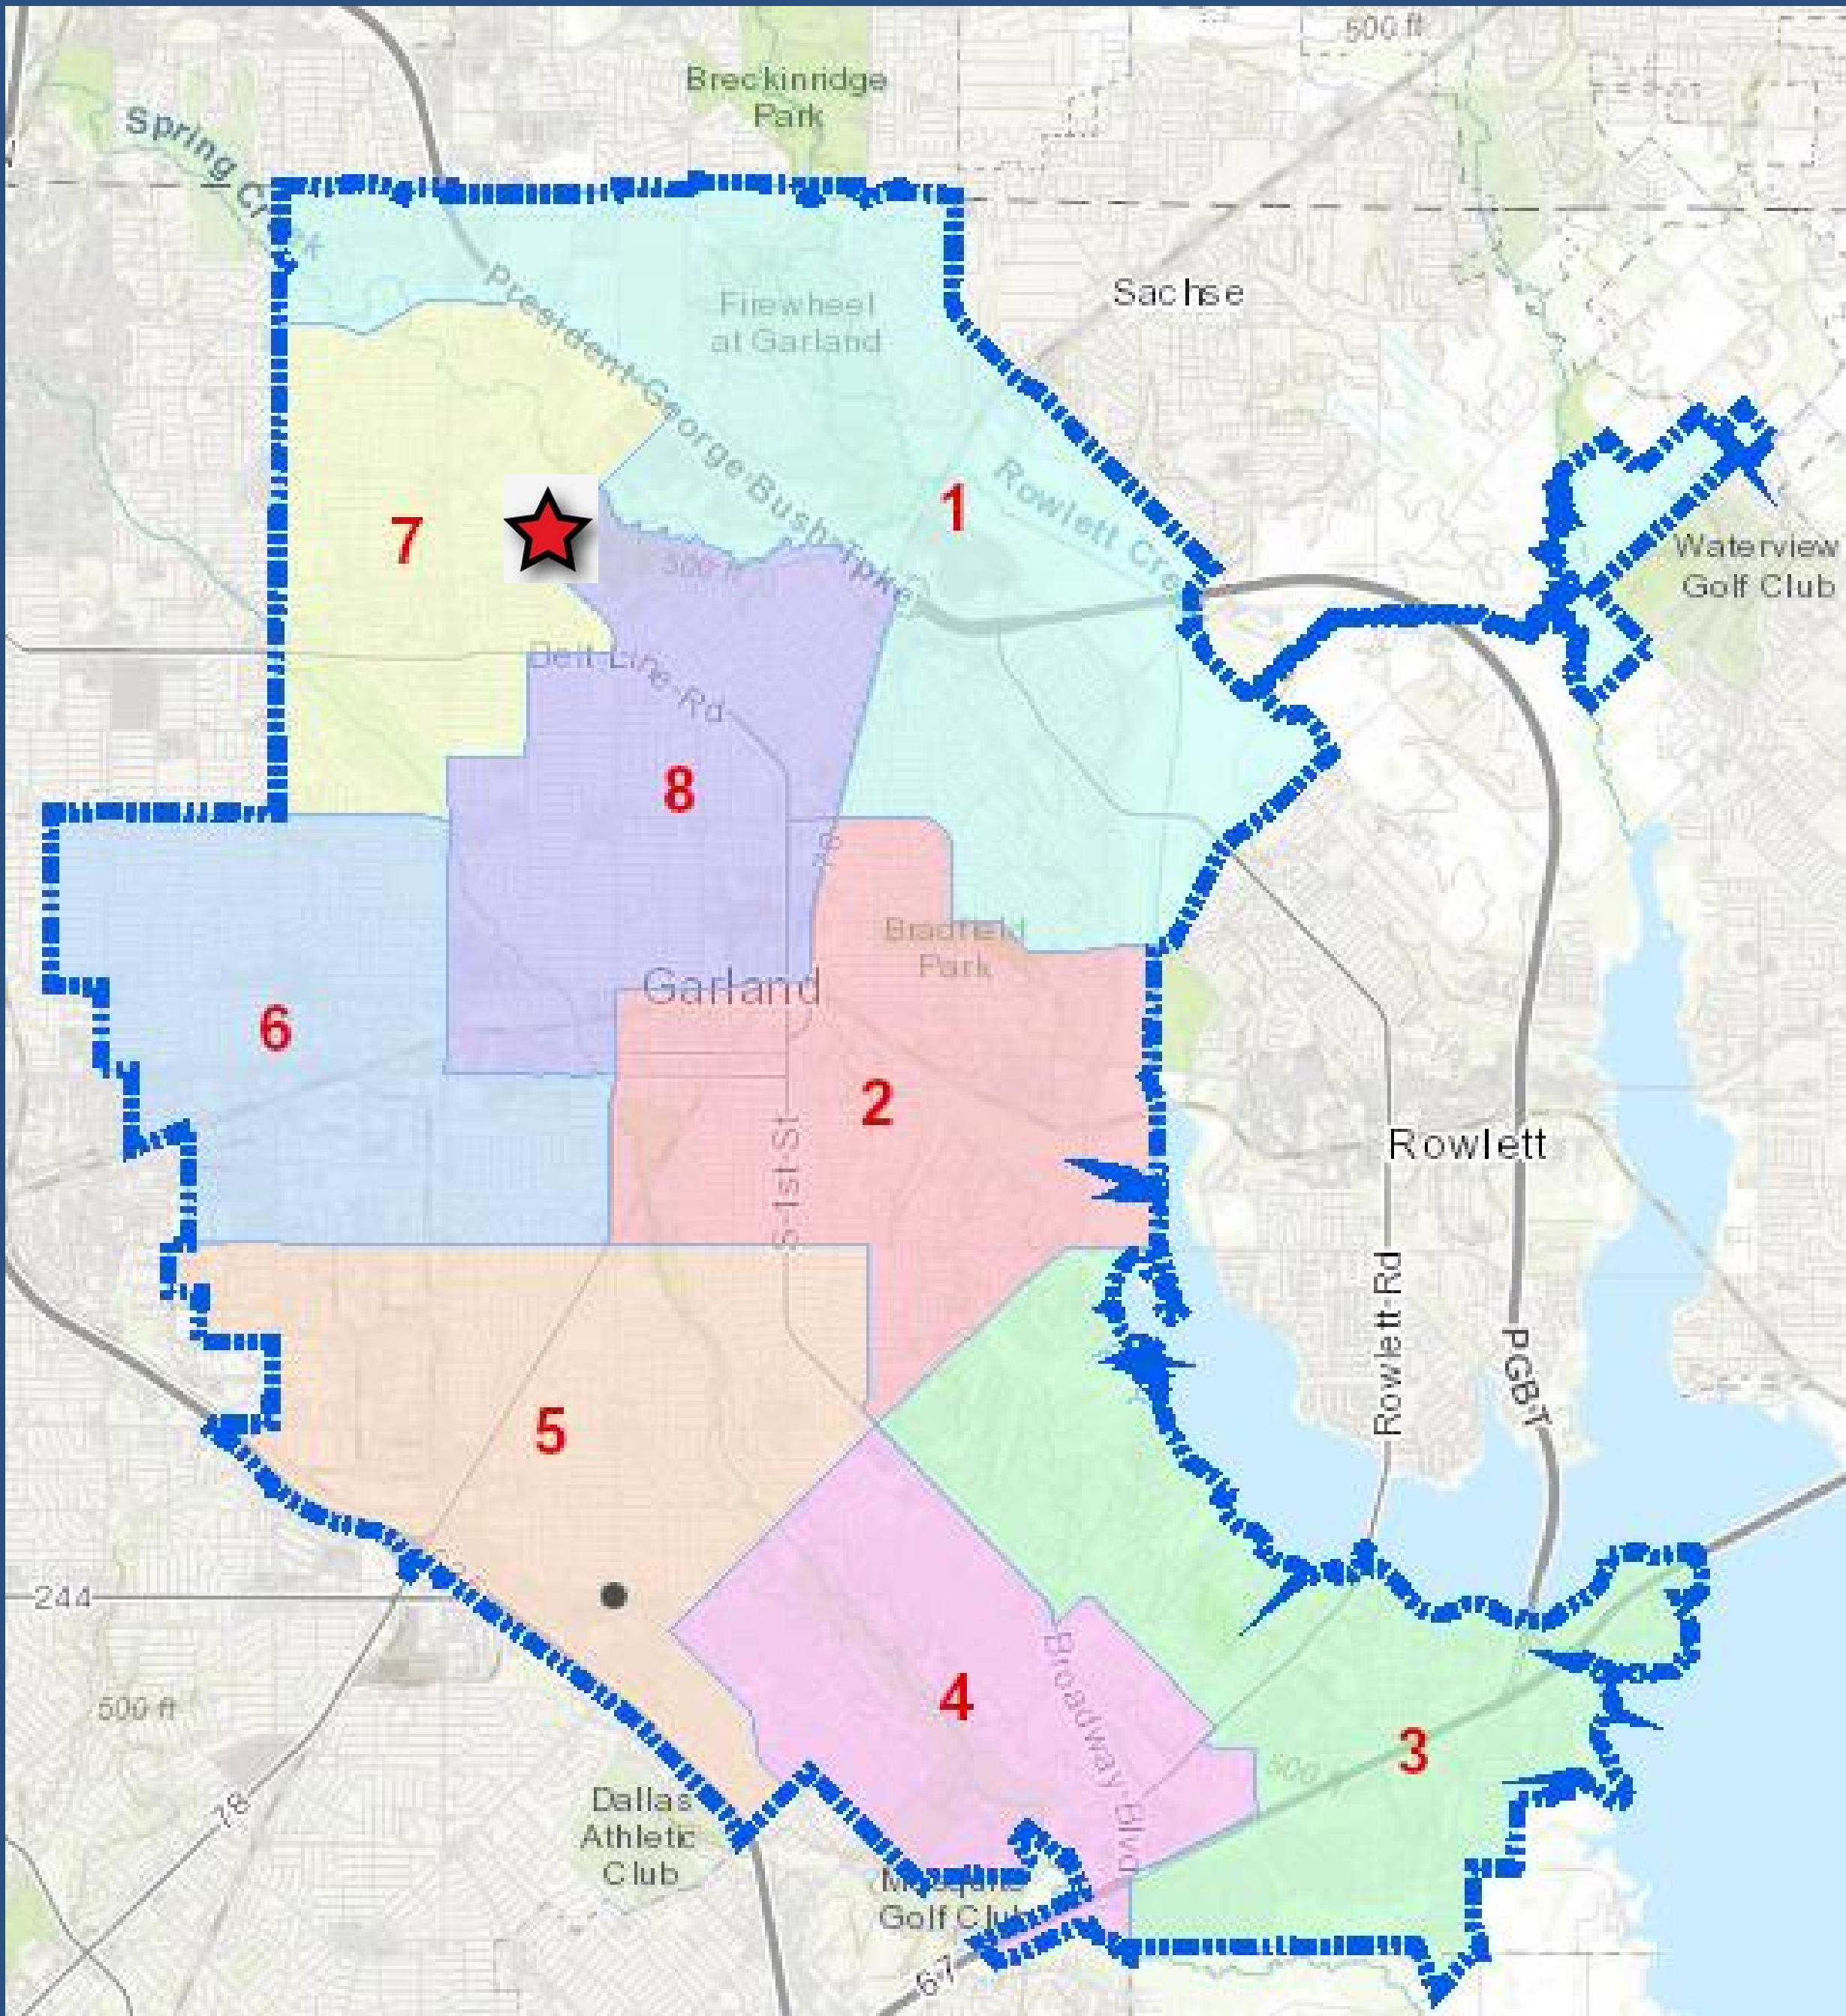 500 ft
Breckinridge
Park
Spring Creek
Sachse
President George Bush Tpke
Firewheel
at Garland
Rowlett Cre
1
7
Waterview
Golf Club
500 ft
Belt Line Rd
8
78
Bradfield
Park
Garland
6
2
Rowlett
S 1st St
Rowlett Rd
PGBT
5
244
500 ft
4
Broadway Blvd
3
500
78
Dallas
Athletic
Club
Mesquite
Golf Club
67